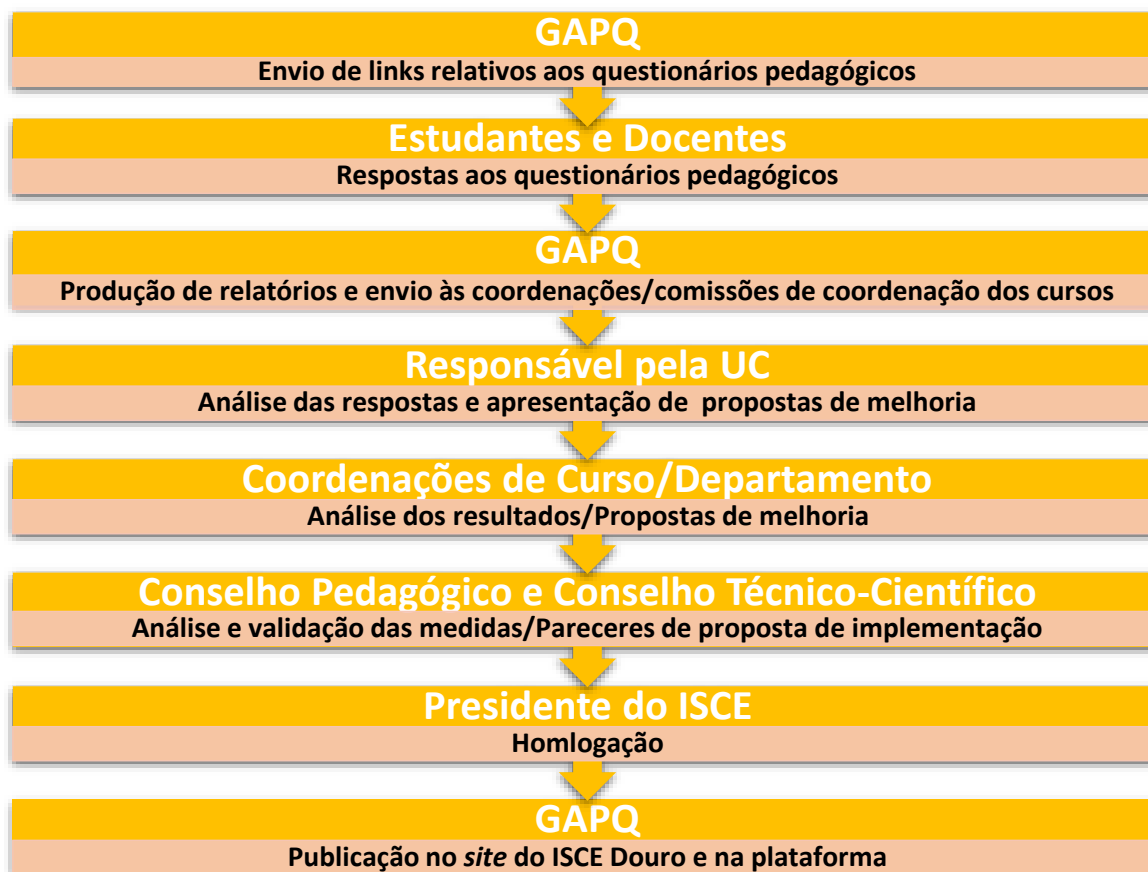 GAPQ
Envio de links relativos aos questionários pedagógicos
Estudantes e Docentes
Respostas aos questionários pedagógicos
GAPQ
Produção de relatórios e envio às coordenações/comissões de coordenação dos cursos
Responsável pela UC
Análise das respostas e apresentação de propostas de melhoria
Coordenações de Curso/Departamento
Análise dos resultados/Propostas de melhoria
Conselho Pedagógico e Conselho Técnico-Científico
Análise e validação das medidas/Pareceres de proposta de implementação
Presidente do ISCE
Homlogação
GAPQ
Publicação no site do ISCE Douro e na plataforma